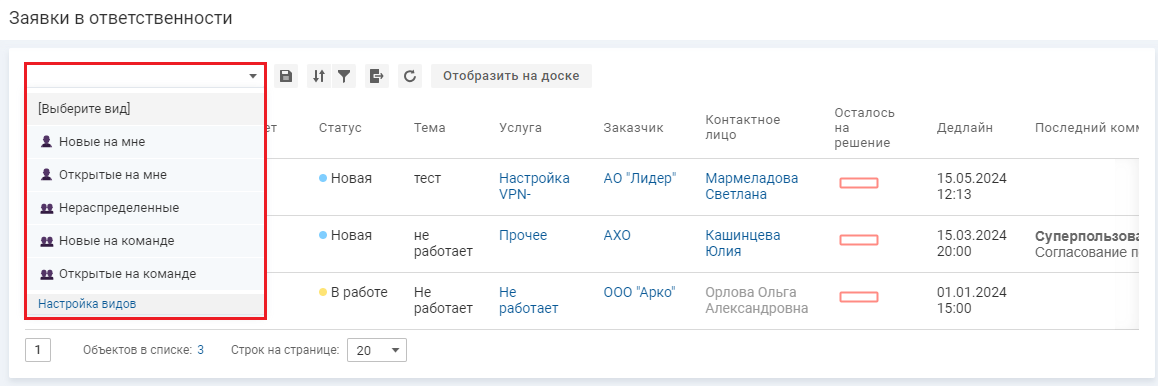 Заявки в ответственности
Отобразить на доске
[Выберите вид]
Новые на мне
Открытые на мне
Нераспределенные
Новые на команде
Открытые на команде
Настройка видов
Статус
Тема
Услуга
Заказчик
Контактное
лицо
Осталось
на
решение
Дедлайн
Последний комм
Новая
тест
Настройка
VPN-
АО "Лидер"
Мармеладова
Светлана
15.05.2024
12:13
Новая
не
работает
Прочее
АХО
Кашинцева
Юлия
15.03.2024
20:00
Суперпользова
Согласование п
В работе
Не
работает
Не
работает
ООО "Арко"
Орлова Ольга
Александровна
01.01.2024
15:00
1
Объектов в списке: 3
Строк на странице:
20